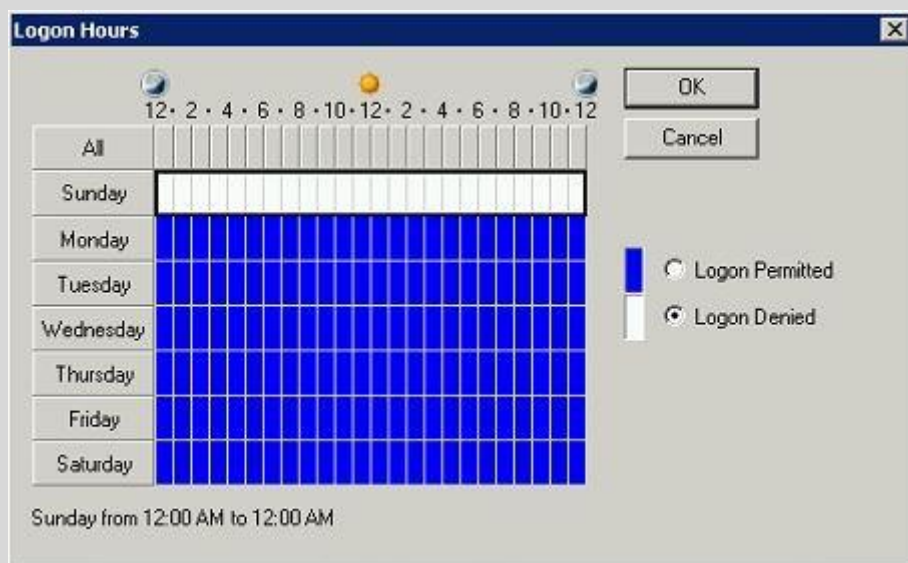 Logon Hours
12 · 2 · 4 · 6 · 8 · 10 · 12 · 2 · 4 · 6 · 8 · 10 · 12
OK
Cancel
All
Sunday
Monday
Tuesday
Wednesday
Thursday
Friday
Saturday
Logon Permitted
Logon Denied
Sunday from 12:00 AM to 12:00 AM